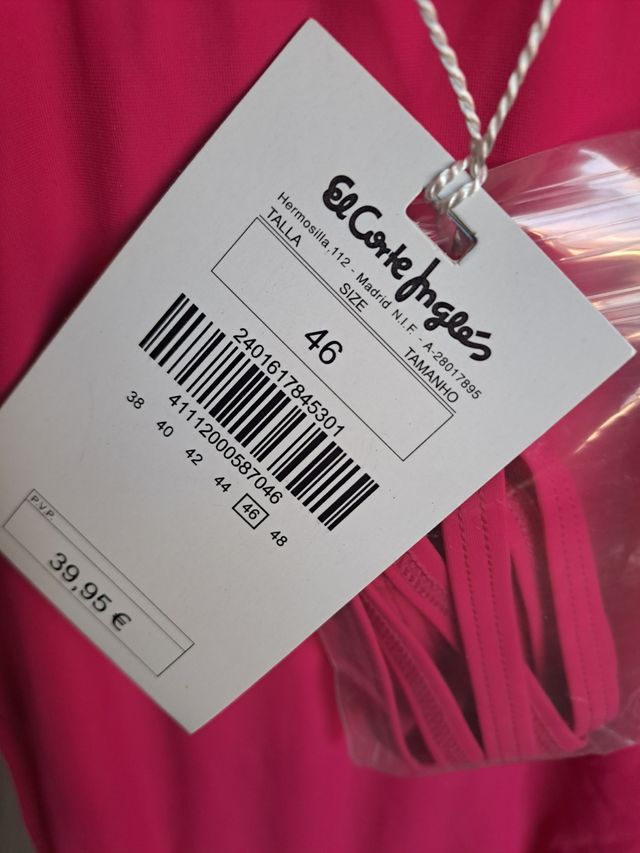 El Corte Inglés
Hermosilla, 112 - Madrid N.I.F. - A-28017895
TALLA SIZE TAMANHO
46
2401617845301
41112000587046
38 40 42 44 46 48
P.V.P.
39,95 €